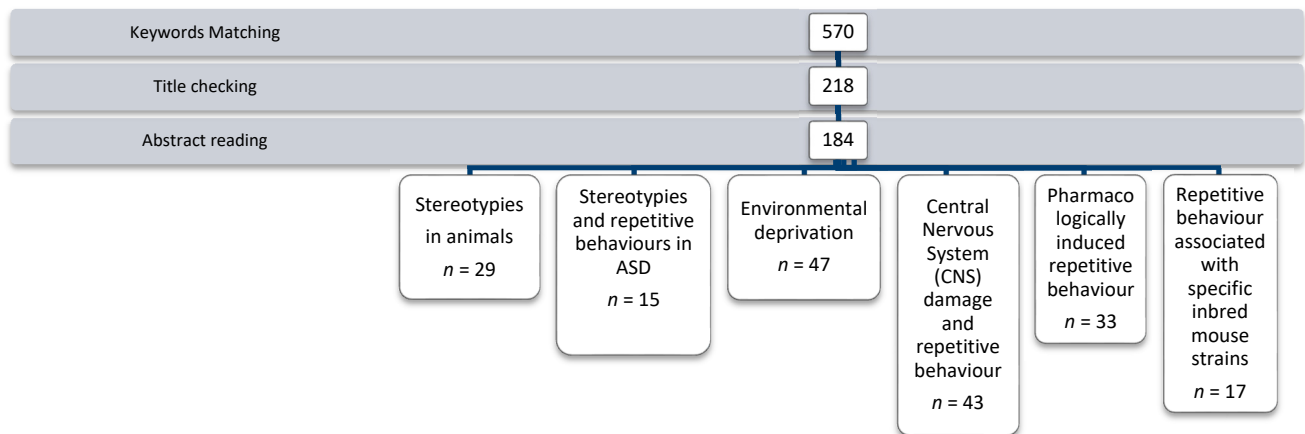 Keywords Matching
570
Title checking
218
Abstract reading
184
Stereotypies
in animals
n = 29
Stereotypies
and repetitive
behaviours in
ASD
n = 15
Environmental
deprivation
n = 47
Central
Nervous
System
(CNS)
damage
and
repetitive
behaviour
n = 43
Pharmaco
logically
induced
repetitive
behaviour
n = 33
Repetitive
behaviour
associated
with
specific
inbred
mouse
strains
n = 17